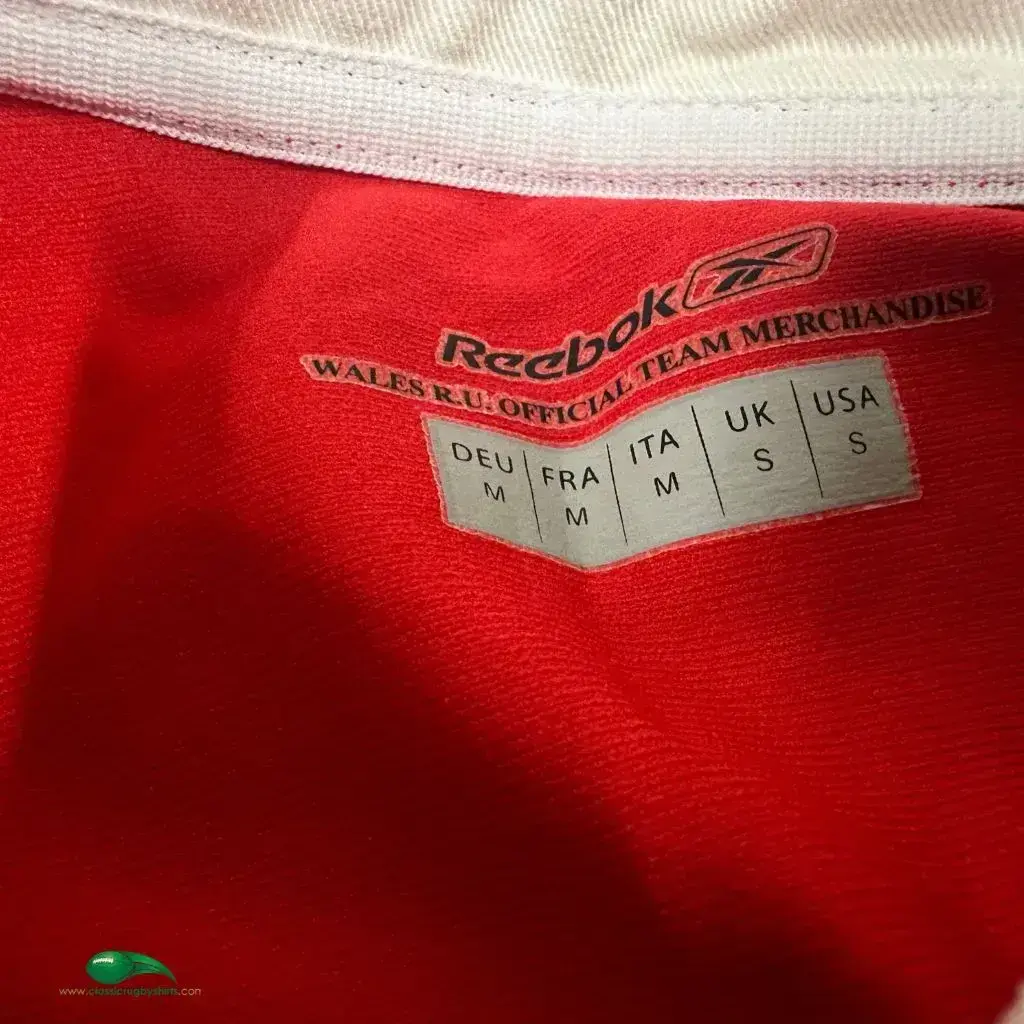 Reebok
WALES R.U. OFFICIAL TEAM MERCHANDISE
DEU FRA ITA UK USA
M M M S S
www.classicrugbyshirts.com